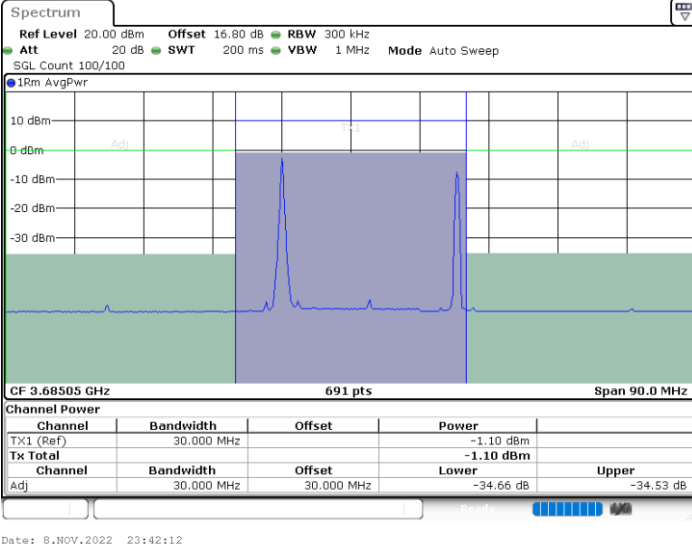 Spectrum
Ref Level 20.00 dBm Offset 16.80 dB RBW 300 kHz
Att 20 dB SWT 200 ms VBW 1 MHz Mode Auto Sweep
SGL Count 100/100
1Rm AvgPwr
10 dBm
TX1
Adj
Adj
0 dBm
-10 dBm
-20 dBm
-30 dBm
CF 3.68505 GHz 691 pts Span 90.0 MHz
Channel Power
Channel Bandwidth Offset Power
TX1 (Ref) 30.000 MHz -1.10 dBm
Tx Total -1.10 dBm
Channel Bandwidth Offset Lower Upper
Adj 30.000 MHz 30.000 MHz -34.66 dB -34.53 dB
Ready
Date: 8.NOV.2022 23:42:12